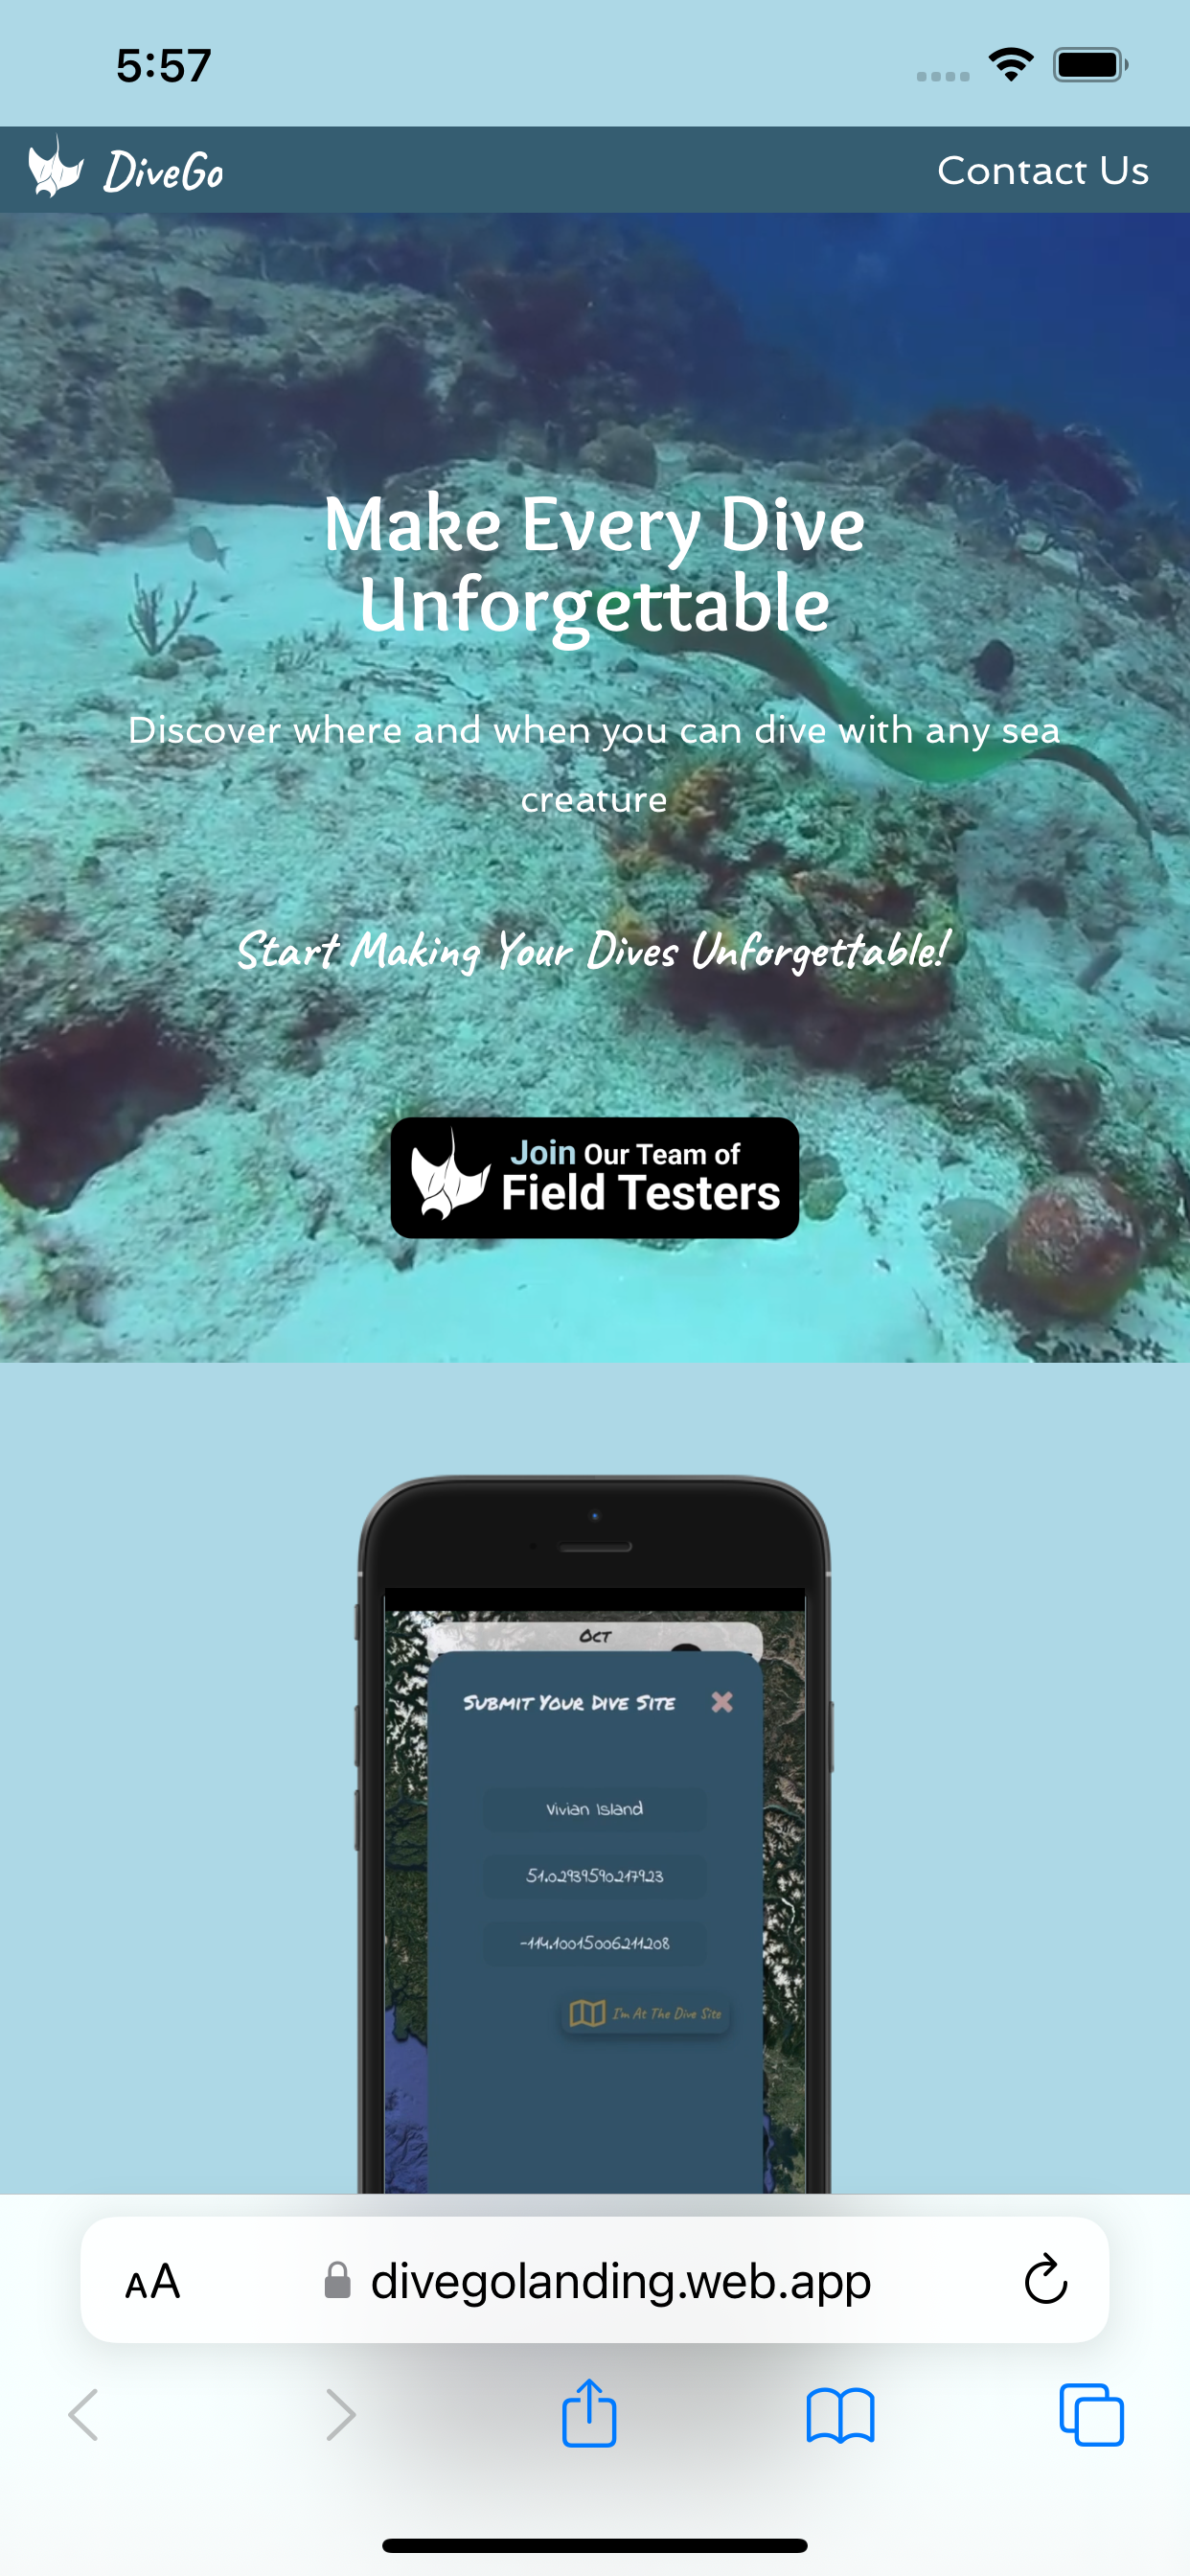 5:57
DiveGo
Contact Us
Make Every Dive
Unforgettable
Discover where and when you can dive with any sea
creature
Start Making Your Dives Unforgettable!
Join Our Team of
Field Testers
Oct
Submit Your Dive Site
Vivian Island
51.02939590217923
-114.10015006211208
I'm At The Dive Site
AA
divegolanding.web.app